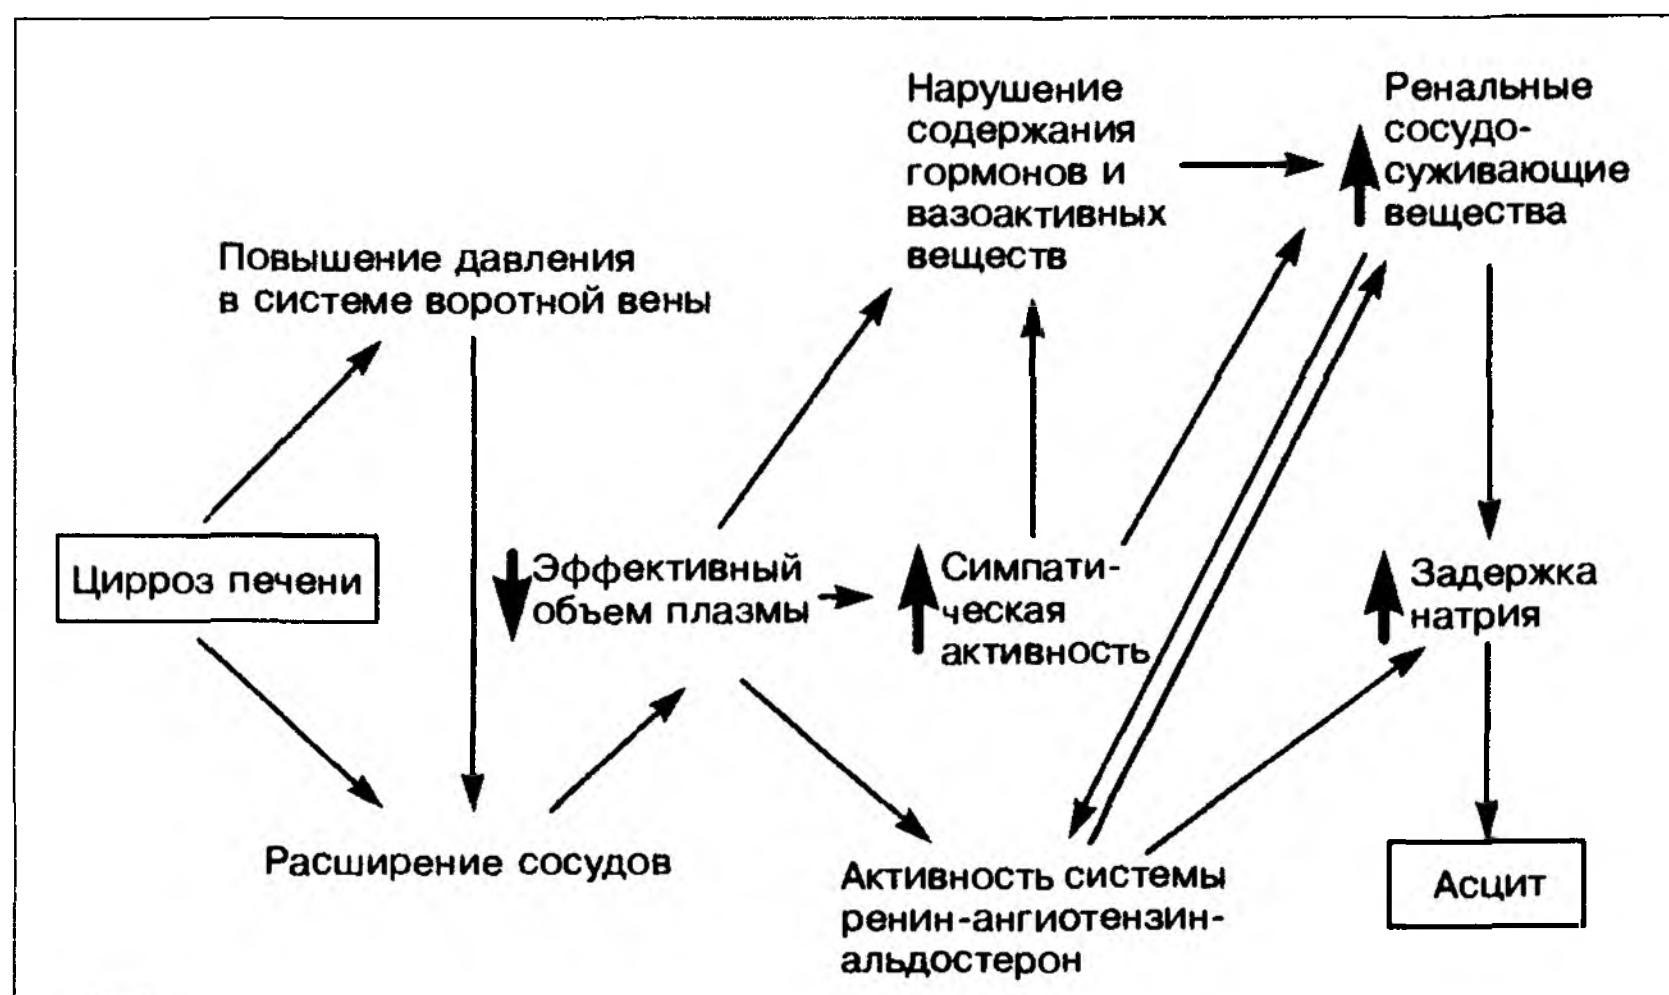 Нарушение
содержания
гормонов и
вазоактивных
веществ
Ренальные
сосудо-
суживающие
вещества
Повышение давления
в системе воротной вены
Цирроз печени
Эффективный
объем плазмы
Симпати-
ческая
активность
Задержка
натрия
Расширение сосудов
Активность системы
ренин-ангиотензин-
альдостерон
Асцит